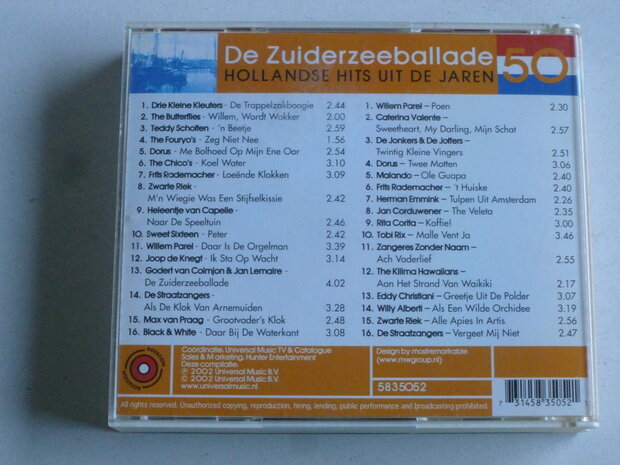 De Zuiderzeeballade
HOLLANDSE HITS UIT DE JAREN 50
1. Drie Kleine Kleuters - De Trappelzakboogie 2.44
2. The Butterflies - Willem, Wordt Wakker 2.00
3. Teddy Scholten - 'n Beetje 2.59
4. The Fouryo's - Zeg Niet Nee 1.56
5. Dorus - Me Bolhoed Op Mijn Ene Oor 2.54
6. The Chico's - Koel Water 3.10
7. Frits Rademacher - Loeënde Klokken 3.09
8. Zwarte Riek -
M'n Wiegie Was Een Stijfselkissie 2.42
9. Heleentje van Capelle -
Naar De Speeltuin 2.46
10. Sweet Sixteen - Peter 2.42
11. Willem Parel - Daar Is De Orgelman 3.39
12. Joop de Knegt - Ik Sta Op Wacht 3.14
13. Godert van Colmjon & Jan Lemaire -
De Zuiderzeeballade 4.02
14. De Straatzangers -
Als De Klok Van Arnemuiden 3.28
15. Max van Praag - Grootvader's Klok 2.48
16. Black & White - Daar Bij De Waterkant 3.08
1. Willem Parel – Poen 2.30
2. Caterina Valente –
Sweetheart, My Darling, Mijn Schat 2.57
3. De Jonkers & De Joffers –
Twintig Kleine Vingers 2.51
4. Dorus – Twee Motten 3.06
5. Malando – Ole Guapa 2.40
6. Frits Rademacher – 't Huiske 2.40
7. Herman Emmink – Tulpen Uit Amsterdam 2.26
8. Jan Corduwener – The Veleta 2.35
9. Rita Corita – Koffie! 3.00
10. Tobi Rix – Malle Vent Ja 3.46
11. Zangeres Zonder Naam –
Ach Vaderlief 2.55
12. The Kilima Hawaiians –
Aan Het Strand Van Waikiki 2.17
13. Eddy Christiani – Greetje Uit De Polder 3.07
14. Willy Alberti – Als Een Wilde Orchidee 3.19
15. Zwarte Riek – Alle Apies In Artis 2.56
16. De Straatzangers – Vergeet Mij Niet 2.47
Coördinatie. Universal Music TV & Catalogue
Sales & Marketing. Hunter Entertainment
Deze compilatie.
℗ 2002 Universal Music B.V.
© 2002 Universal Music B.V.
www.universalmusic.nl
Design by mostremarkable
(www.mwgroup.nl)
5835052
7 31458 35052
All rights reserved. Unauthorized copying, reproduction, hiring, lending, public performance and broadcasting prohibited.